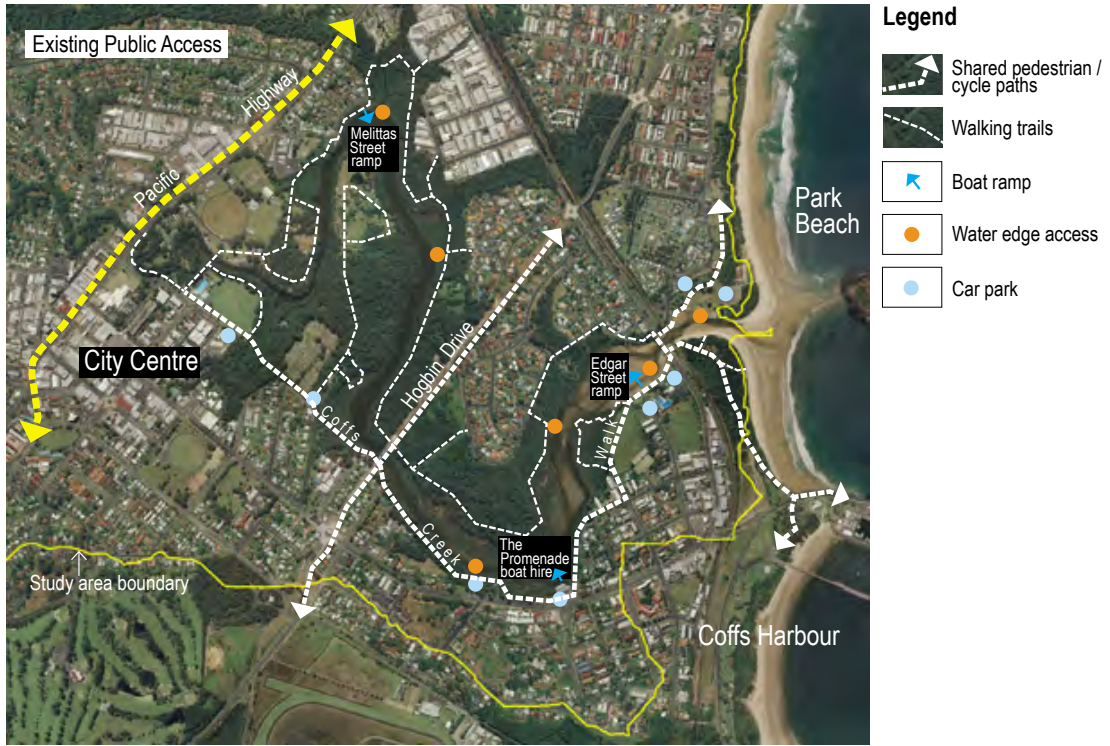 Existing Public Access
Pacific
Highway
Melittas
Street
ramp
City Centre
Hogbin Drive
Coffs
Creek
Walk
Edgar
Street
ramp
The
Promenade
boat hire
Study area boundary
Park
Beach
Coffs Harbour
Legend
Shared pedestrian /
cycle paths
Walking trails
Boat ramp
Water edge access
Car park